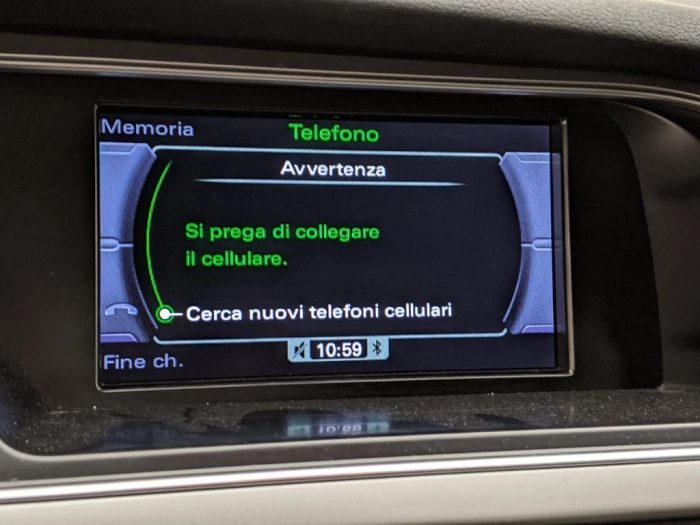 Memoria
Telefono
Avvertenza
Si prega di collegare
il cellulare.
Cerca nuovi telefoni cellulari
10:59
Fine ch.